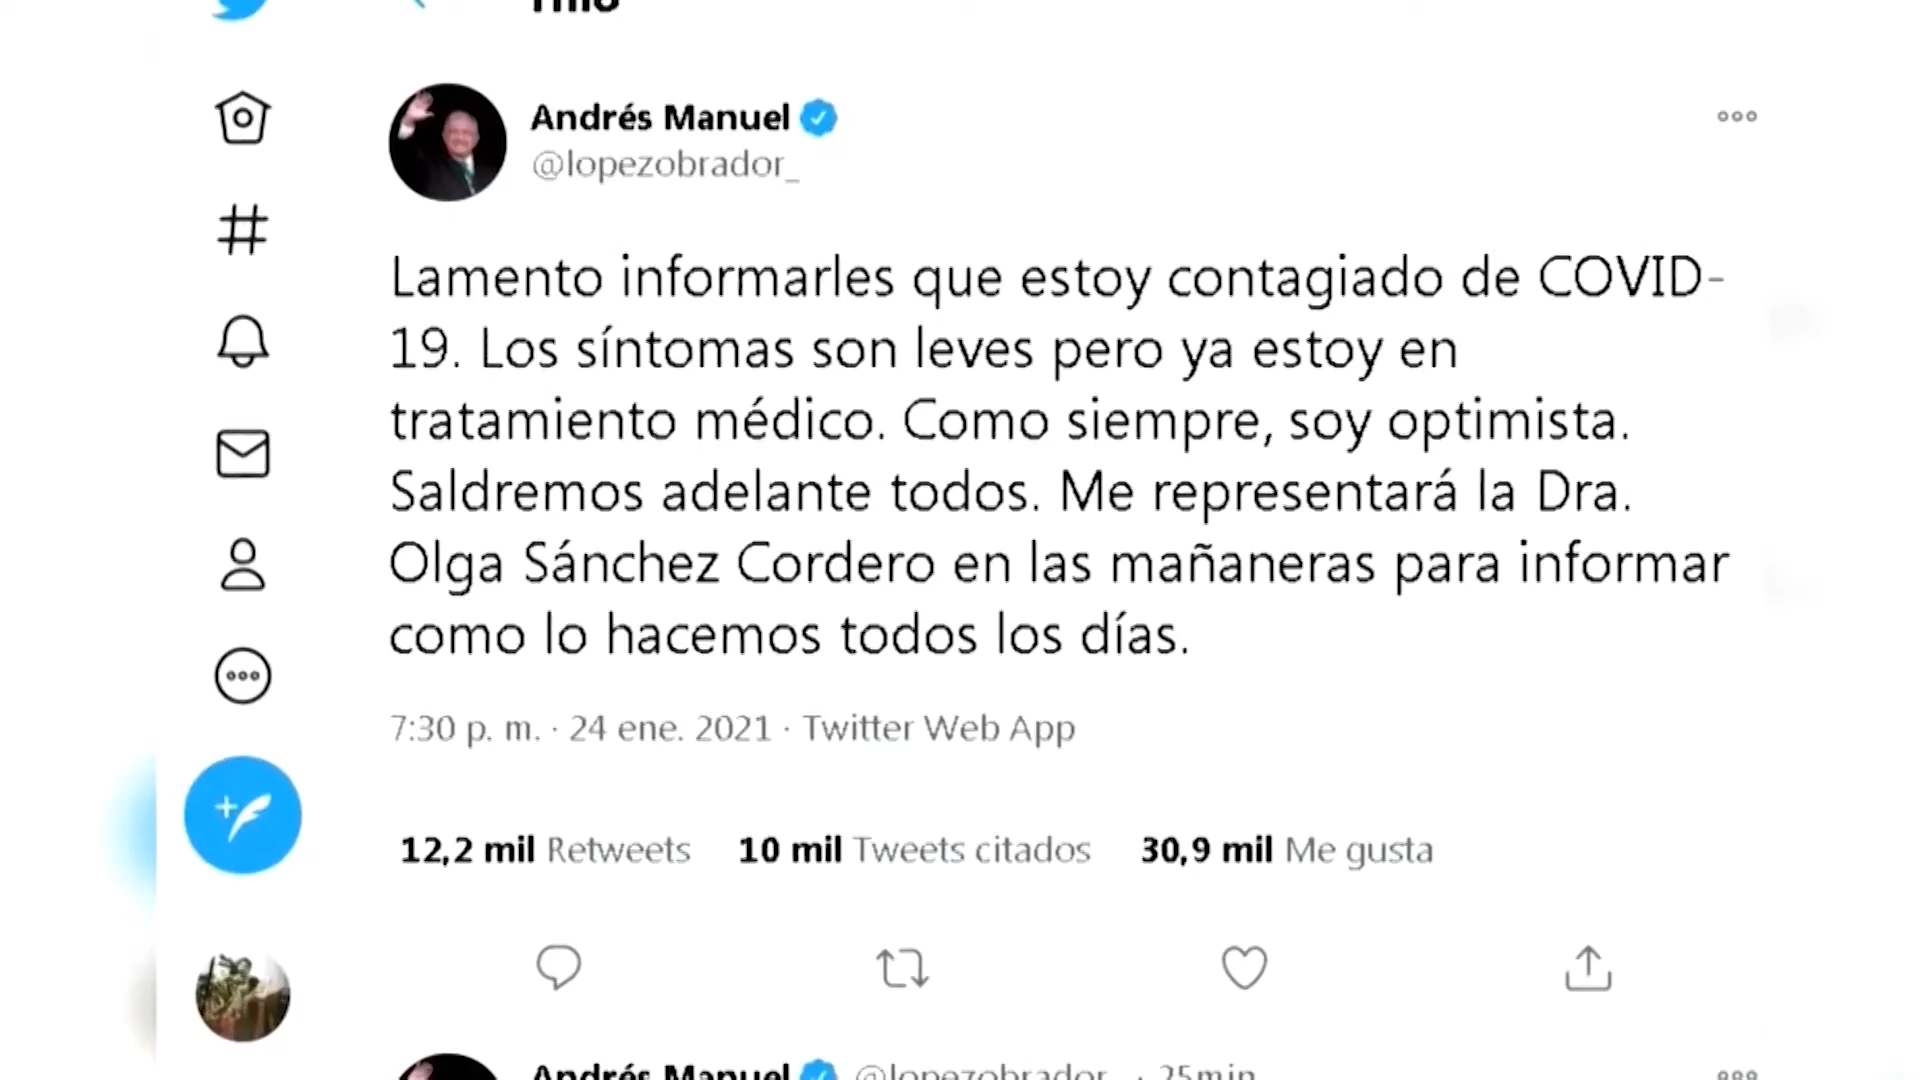 Hilo
Andrés Manuel
@lopezobrador_
Lamento informarles que estoy contagiado de COVID-
19. Los síntomas son leves pero ya estoy en
tratamiento médico. Como siempre, soy optimista.
Saldremos adelante todos. Me representará la Dra.
Olga Sánchez Cordero en las mañaneras para informar
como lo hacemos todos los días.
7:30 p. m. · 24 ene. 2021 · Twitter Web App
12,2 mil Retweets 10 mil Tweets citados 30,9 mil Me gusta
Andrés Manuel @lopezobrador_ · 25min